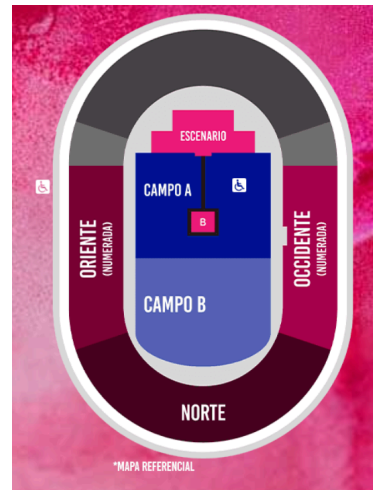 ESCENARIO
CAMPO A
B
ORIENTE
(NUMERADA)
OCCIDENTE
(NUMERADA)
CAMPO B
NORTE
*MAPA REFERENCIAL